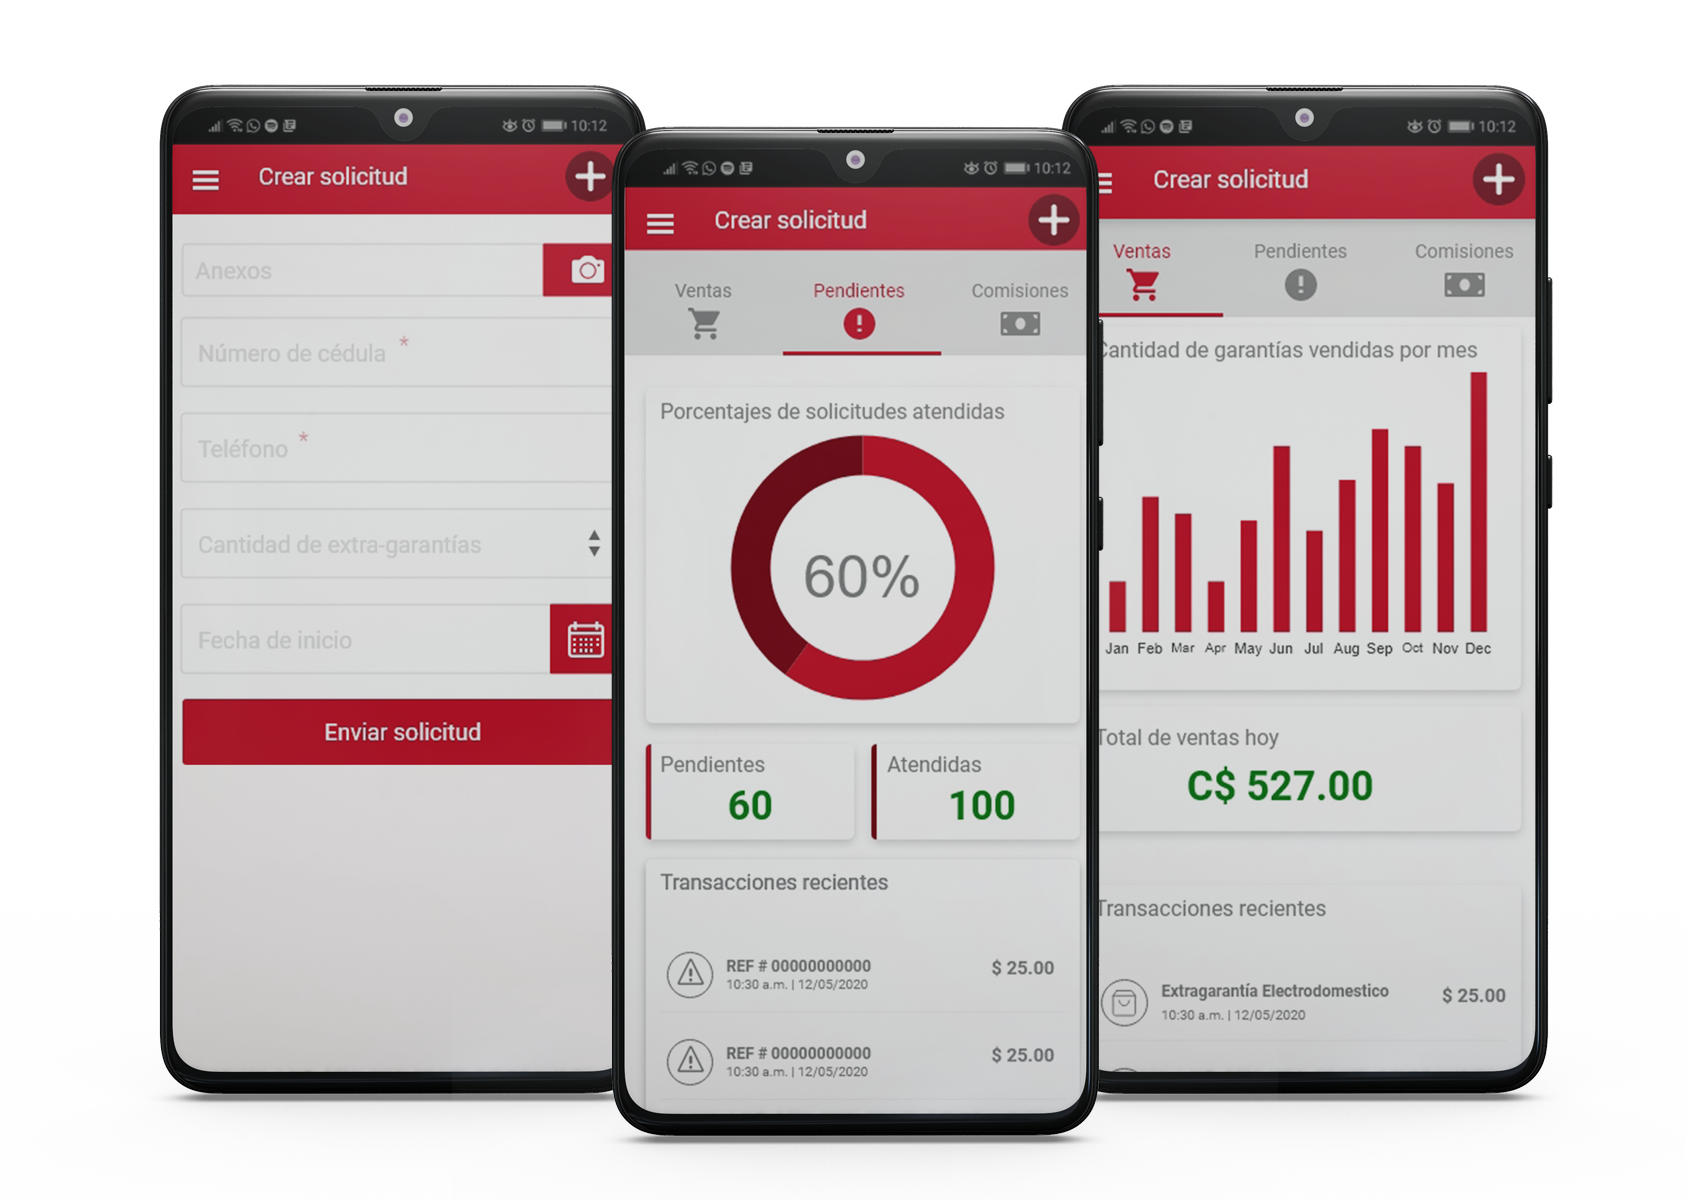 10:12
Crear solicitud
Anexos
Número de cédula *
Teléfono *
Cantidad de extra-garantías
Fecha de inicio
Enviar solicitud
10:12
Crear solicitud
Ventas Pendientes Comisiones
Porcentajes de solicitudes atendidas
60%
Pendientes Atendidas
60 100
Transacciones recientes
REF # 00000000000 $ 25.00
10:30 a.m. | 12/05/2020
REF # 00000000000 $ 25.00
10:30 a.m. | 12/05/2020
10:12
Crear solicitud
Ventas Pendientes Comisiones
Cantidad de garantías vendidas por mes
Jan Feb Mar Apr May Jun Jul Aug Sep Oct Nov Dec
Total de ventas hoy
C$ 527.00
Transacciones recientes
Extragarantía Electrodomestico $ 25.00
10:30 a.m. | 12/05/2020